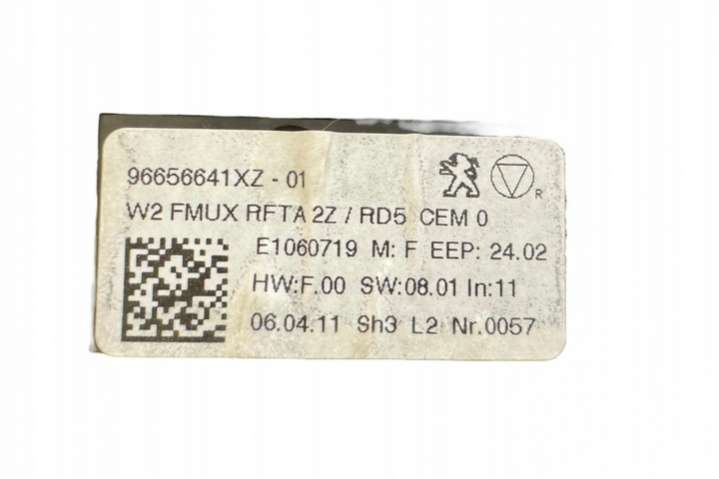 96656641XZ - 01
R
W2 FMUX RFTA 2Z / RD5 CEM 0
E1060719 M: F EEP: 24.02
HW:F.00 SW:08.01 In:11
06.04.11 Sh3 L2 Nr.0057